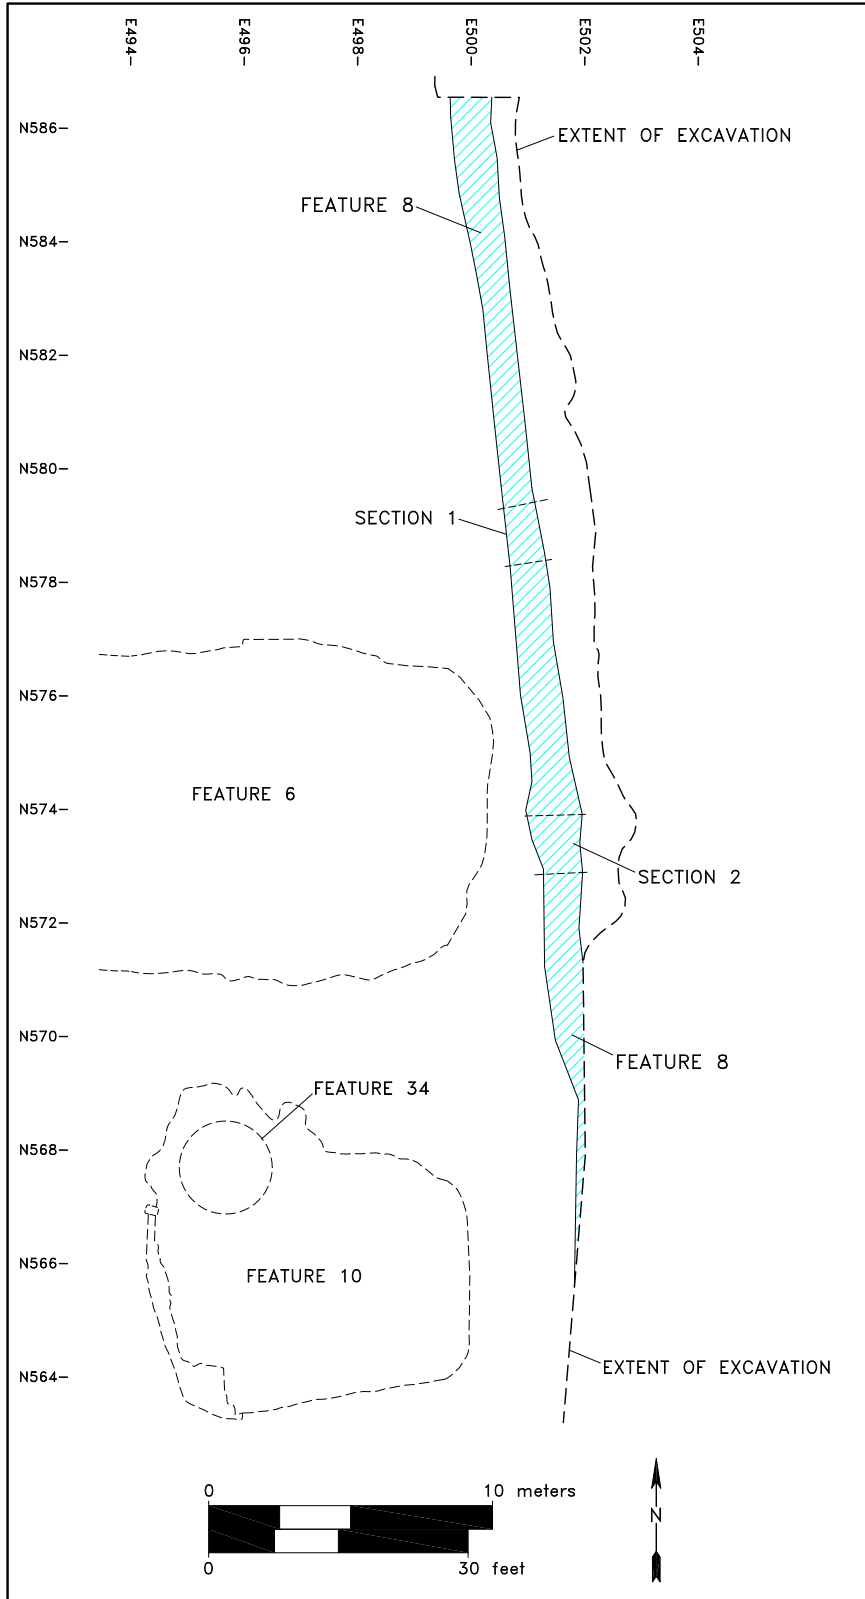 E494
E496
E498
E500
E502
E504
N586
EXTENT OF EXCAVATION
FEATURE 8
N584
N582
N580
SECTION 1
N578
N576
FEATURE 6
N574
SECTION 2
N572
N570
FEATURE 8
FEATURE 34
N568
N566
FEATURE 10
EXTENT OF EXCAVATION
N564
0 10 meters
N
0 30 feet